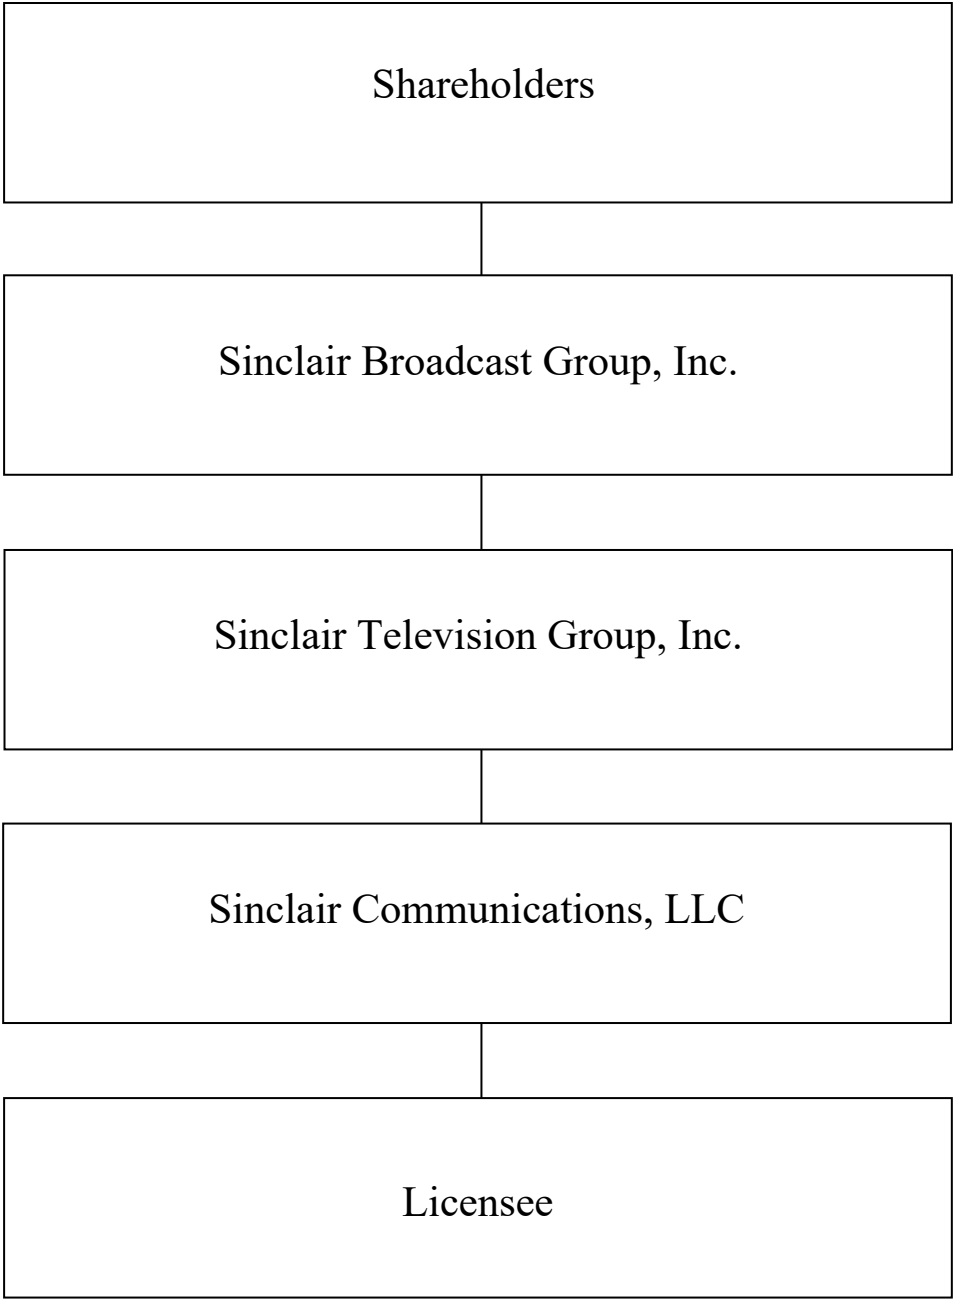 Shareholders
Sinclair Broadcast Group, Inc.
Sinclair Television Group, Inc.
Sinclair Communications, LLC
Licensee